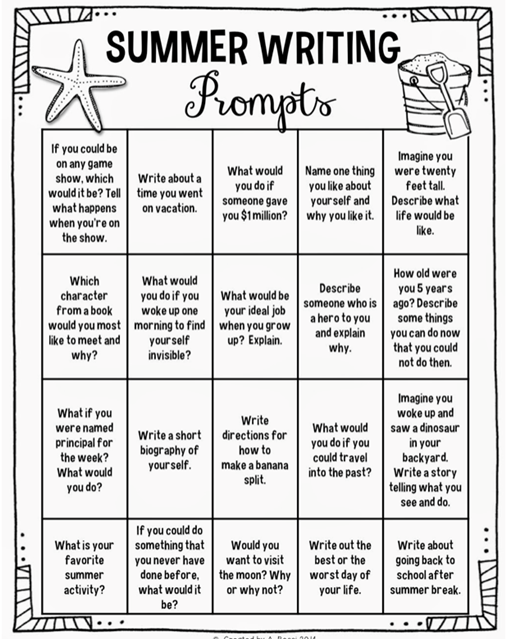 SUMMER WRITING
Prompts
If you could be
on any game
show, which
would it be? Tell
what happens
when you're on
the show.
Write about a
time you went
on vacation.
What would
you do if
someone gave
you $1 million?
Name one thing
you like about
yourself and
why you like it.
Imagine you
were twenty
feet tall.
Describe what
life would be
like.
Which
character
from a book
would you most
like to meet and
why?
What would
you do if you
woke up one
morning to find
yourself
invisible?
What would be
your ideal job
when you grow
up? Explain.
Describe
someone who is
a hero to you
and explain
why.
How old were
you 5 years
ago? Describe
some things
you can do now
that you could
not do then.
What if you
were named
principal for
the week?
What would
you do?
Write a short
biography of
yourself.
Write
directions for
how to
make a banana
split.
What would
you do if you
could travel
into the past?
Imagine you
woke up and
saw a dinosaur
in your
backyard.
Write a story
telling what you
see and do.
What is your
favorite
summer
activity?
If you could do
something that
you never have
done before,
what would it
be?
Would you
want to visit
the moon? Why
or why not?
Write out the
best or the
worst day of
your life.
Write about
going back to
school after
summer break.